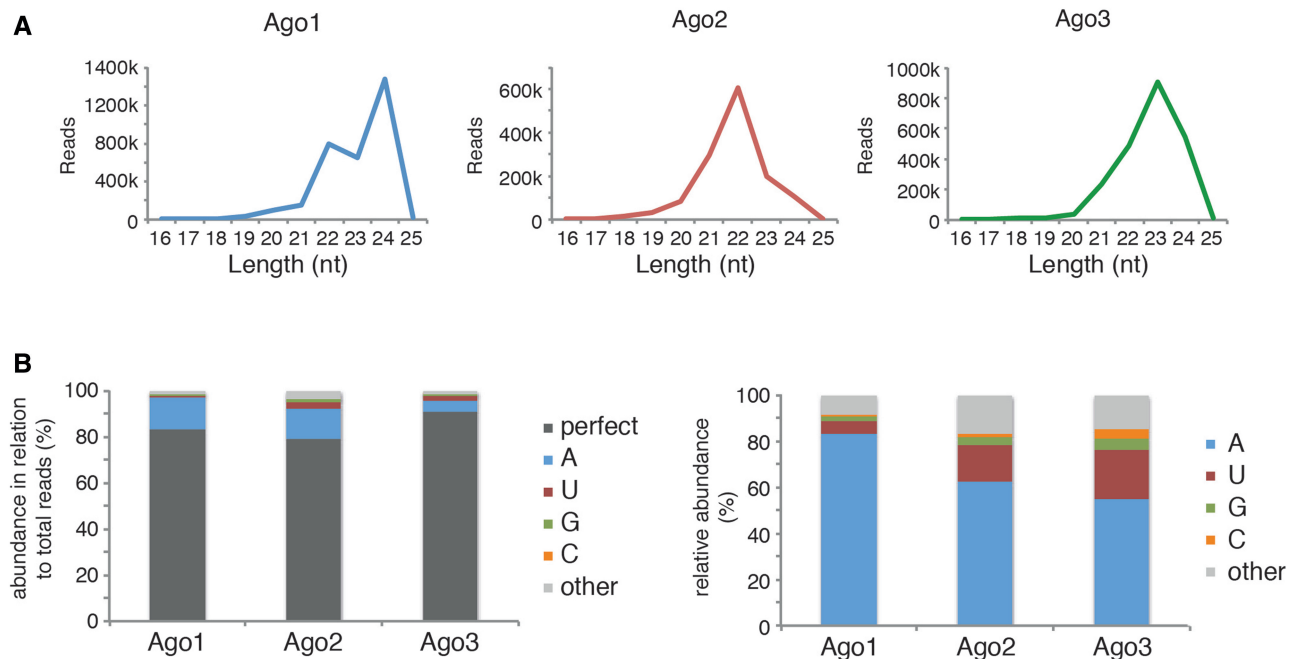 A
Ago1
Ago2
Ago3
1400k
1200k
800k
400k
0
Reads
16 17 18 19 20 21 22 23 24 25
Length (nt)
600k
400k
200k
0
Reads
16 17 18 19 20 21 22 23 24 25
Length (nt)
1000k
800k
600k
400k
200k
0
Reads
16 17 18 19 20 21 22 23 24 25
Length (nt)
B
abundance in relation
to total reads (%)
100
80
60
40
20
0
Ago1 Ago2 Ago3
perfect
A
U
G
C
other
relative abundance
(%)
100
80
60
40
20
0
Ago1 Ago2 Ago3
A
U
G
C
other